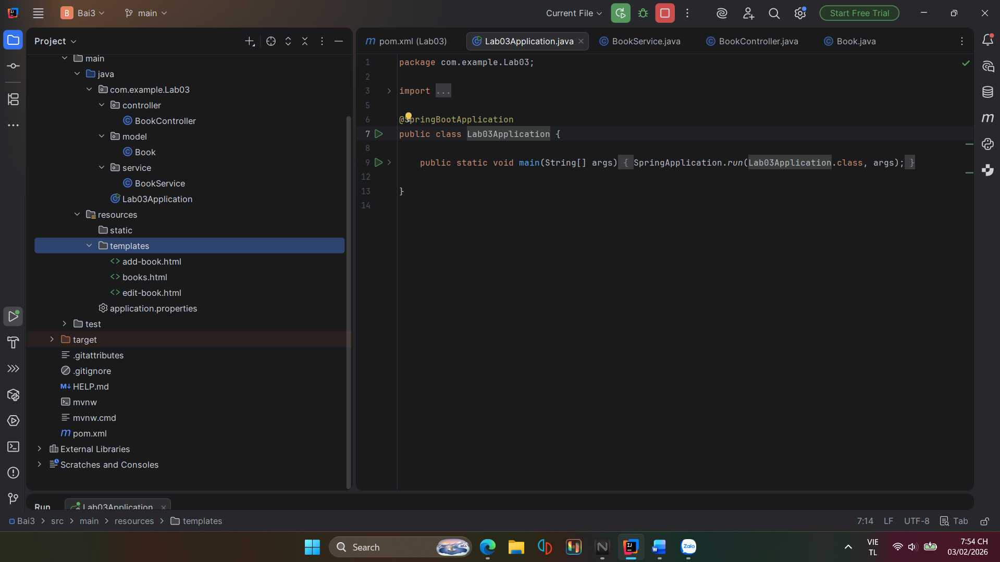 B Bai3 main Current File Start Free Trial
Project
pom.xml (Lab03) Lab03Application.java BookService.java BookController.java Book.java
main
java
com.example.Lab03
controller
BookController
model
Book
service
BookService
Lab03Application
resources
static
templates
add-book.html
books.html
edit-book.html
application.properties
test
target
.gitattributes
.gitignore
HELP.md
mvnw
mvnw.cmd
pom.xml
External Libraries
Scratches and Consoles
1 package com.example.Lab03;
2
3 import ...
5
6 @SpringBootApplication
7 public class Lab03Application {
8
9 public static void main(String[] args) { SpringApplication.run(Lab03Application.class, args); }
12
13 }
14
Run Lab03Application
Bai3 > src > main > resources > templates 7:14 LF UTF-8 Tab
Search
Zalo
VIE
TL
7:54 CH
03/02/2026